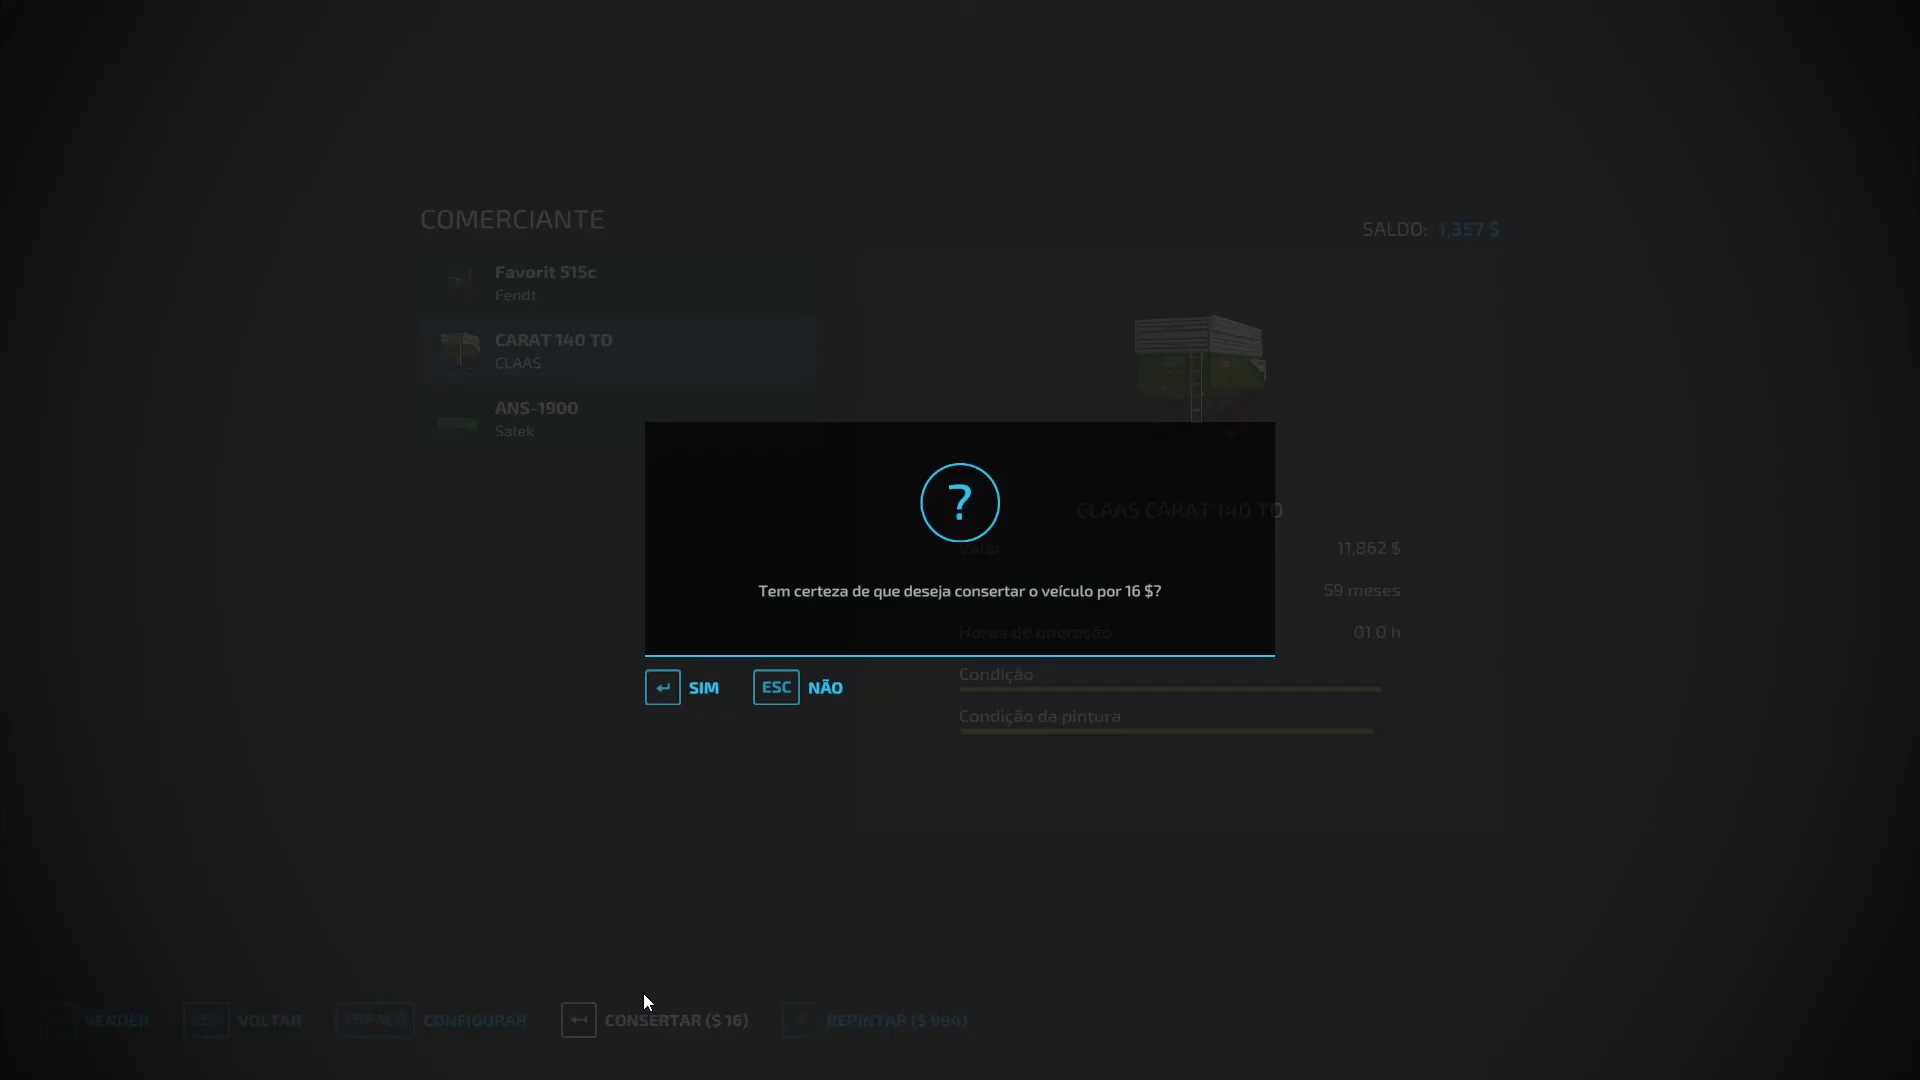 COMERCIANTE
SALDO: 1,357 $
Favorit 515c
Fendt
CARAT 140 TD
CLAAS
ANS-1900
Salek
?
CLAAS CARAT 140 TD
Valor 11,862 $
Tem certeza de que deseja consertar o veículo por 16 $?
59 meses
Horas de operação 01.0 h
SIM
ESC NÃO
Condição
Condição da pintura
VENDER
ESC VOLTAR
ESPAÇO CONFIGURAR
CONSERTAR ($ 16)
REPINTAR ($ 994)